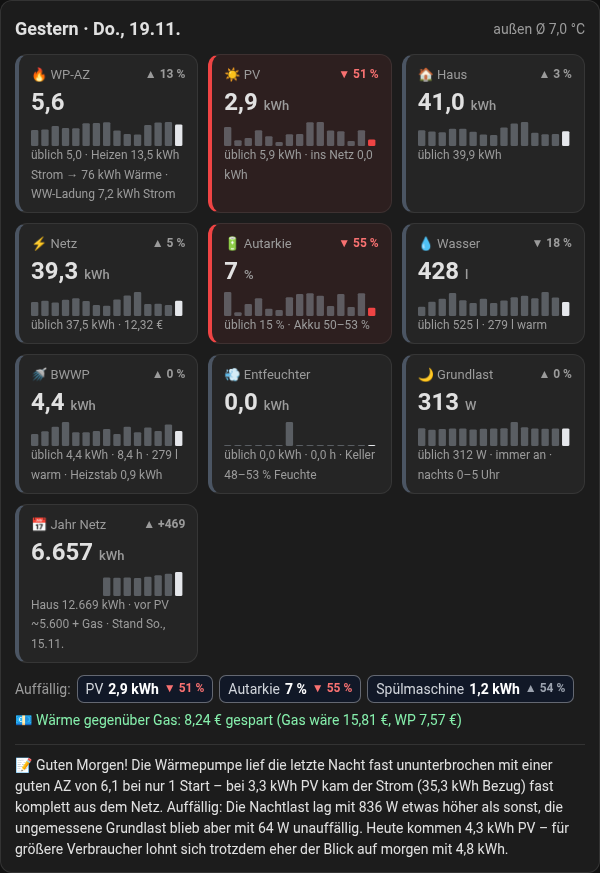 Gestern · Do., 19.11.
außen Ø 7,0 °C
🔥 WP-AZ ▲ 13 %
5,6
üblich 5,0 · Heizen 13,5 kWh
Strom → 76 kWh Wärme ·
WW-Ladung 7,2 kWh Strom
☀️ PV ▼ 51 %
2,9 kWh
üblich 5,9 kWh · ins Netz 0,0
kWh
🏠 Haus ▲ 3 %
41,0 kWh
üblich 39,9 kWh
⚡ Netz ▲ 5 %
39,3 kWh
üblich 37,5 kWh · 12,32 €
🔋 Autarkie ▼ 55 %
7 %
üblich 15 % · Akku 50–53 %
💧 Wasser ▼ 18 %
428 l
üblich 525 l · 279 l warm
🚿 BWWP ▲ 0 %
4,4 kWh
üblich 4,4 kWh · 8,4 h · 279 l
warm · Heizstab 0,9 kWh
💨 Entfeuchter
0,0 kWh
üblich 0,0 kWh · 0,0 h · Keller
48–53 % Feuchte
🌙 Grundlast ▲ 0 %
313 W
üblich 312 W · immer an ·
nachts 0–5 Uhr
📅 Jahr Netz ▲ +469
6.657 kWh
Haus 12.669 kWh · vor PV
~5.600 + Gas · Stand So.,
15.11.
Auffällig: PV 2,9 kWh ▼ 51 % Autarkie 7 % ▼ 55 % Spülmaschine 1,2 kWh ▲ 54 %
💶 Wärme gegenüber Gas: 8,24 € gespart (Gas wäre 15,81 €, WP 7,57 €)
📝 Guten Morgen! Die Wärmepumpe lief die letzte Nacht fast ununterbrochen mit einer
guten AZ von 6,1 bei nur 1 Start – bei 3,3 kWh PV kam der Strom (35,3 kWh Bezug) fast
komplett aus dem Netz. Auffällig: Die Nachtlast lag mit 836 W etwas höher als sonst, die
ungemessene Grundlast blieb aber mit 64 W unauffällig. Heute kommen 4,3 kWh PV – für
größere Verbraucher lohnt sich trotzdem eher der Blick auf morgen mit 4,8 kWh.